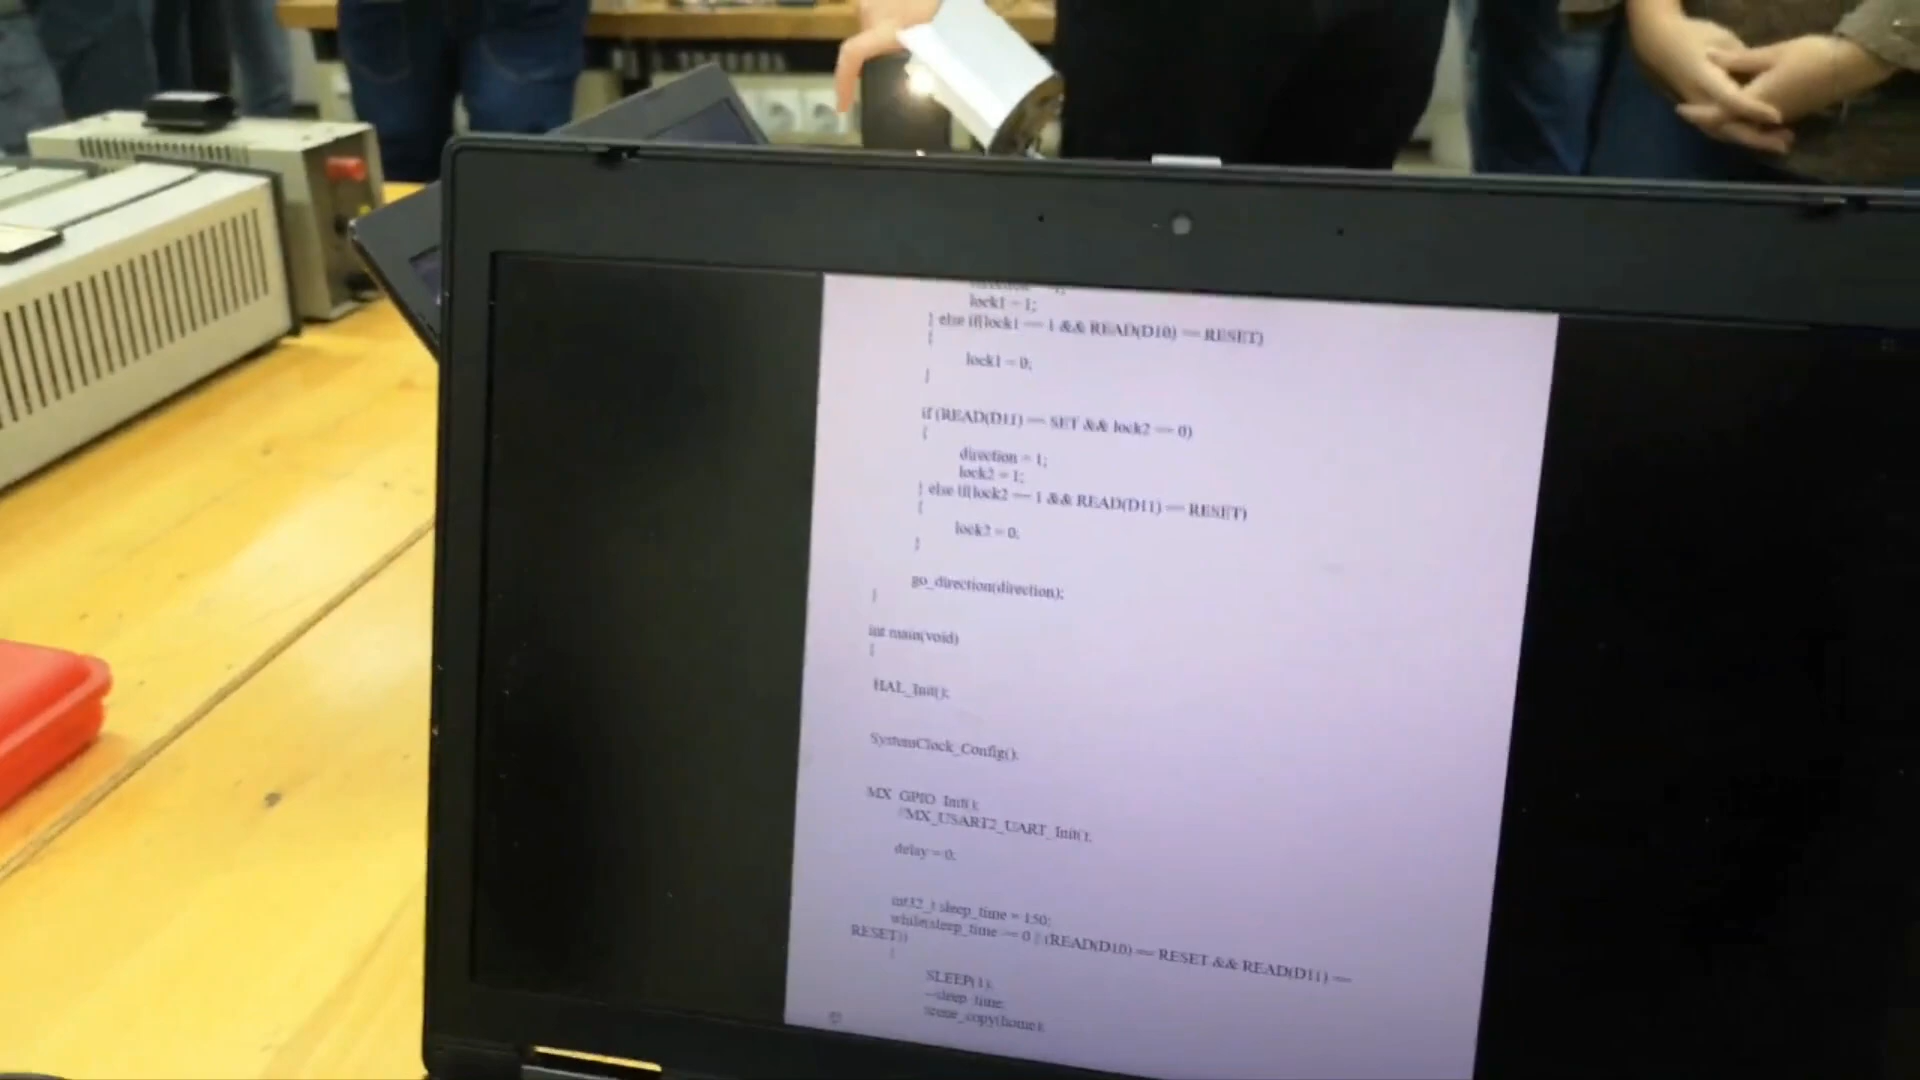 lock1 = 1;
} else if(lock1 == 1 && READ(D10) == RESET)
{
lock1 = 0;
}
if (READ(D11) == SET && lock2 == 0)
{
direction = 1;
lock2 = 1;
} else if(lock2 == 1 && READ(D11) == RESET)
{
lock2 = 0;
}
go_direction(direction);
}
int main(void)
{
HAL_Init();
SystemClock_Config();
MX_GPIO_Init();
//MX_USART2_UART_Init();
delay = 0;
int32_t sleep_time = 150;
while(sleep_time >= 0 || (READ(D10) == RESET && READ(D11) ==
RESET))
{
SLEEP(1);
--sleep_time;
scene_copy(home);